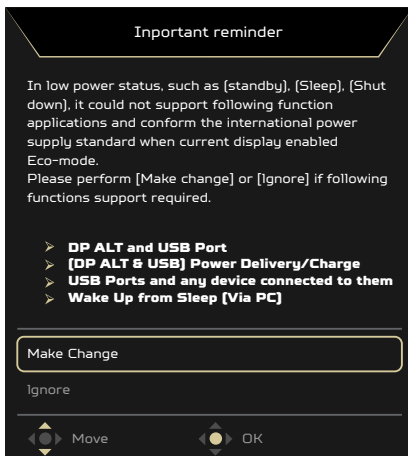 Inportant reminder
In low power status, such as (standby), (Sleep), (Shut
down), it could not support following function
applications and conform the international power
supply standard when current display enabled
Eco-mode.
Please perform [Make change] or [Ignore] if following
functions support required.
DP ALT and USB Port
(DP ALT & USB) Power Delivery/Charge
USB Ports and any device connected to them
Wake Up from Sleep (Via PC)
Make Change
Ignore
Move OK